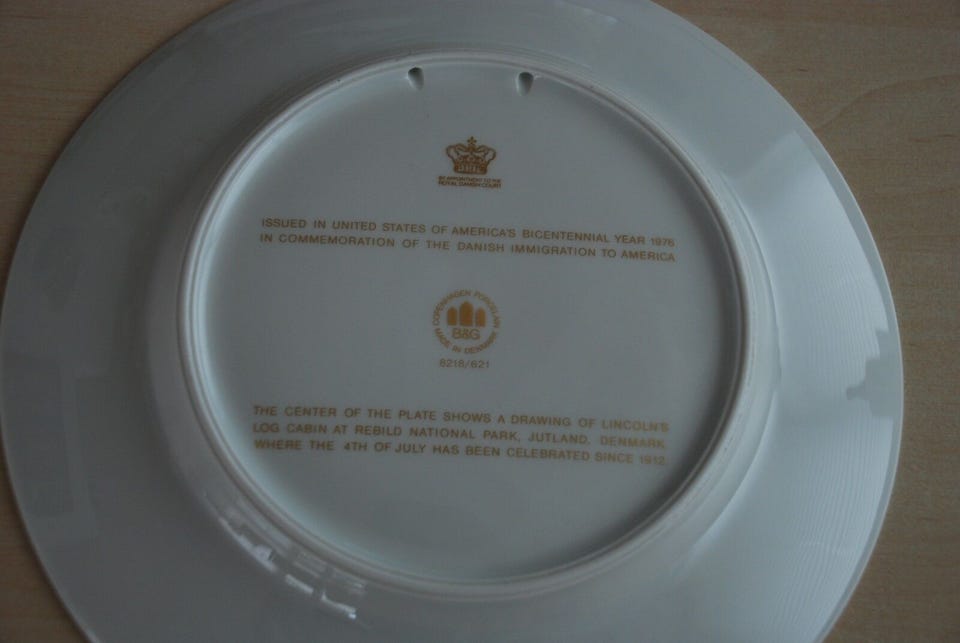 BY APPOINTMENT TO THE
ROYAL DANISH COURT
ISSUED IN UNITED STATES OF AMERICA'S BICENTENNIAL YEAR 1976
IN COMMEMORATION OF THE DANISH IMMIGRATION TO AMERICA
COPENHAGEN PORCELAIN
B&G
MADE IN DENMARK
8218/621
THE CENTER OF THE PLATE SHOWS A DRAWING OF LINCOLN'S
LOG CABIN AT REBILD NATIONAL PARK, JUTLAND, DENMARK
WHERE THE 4TH OF JULY HAS BEEN CELEBRATED SINCE 1912.